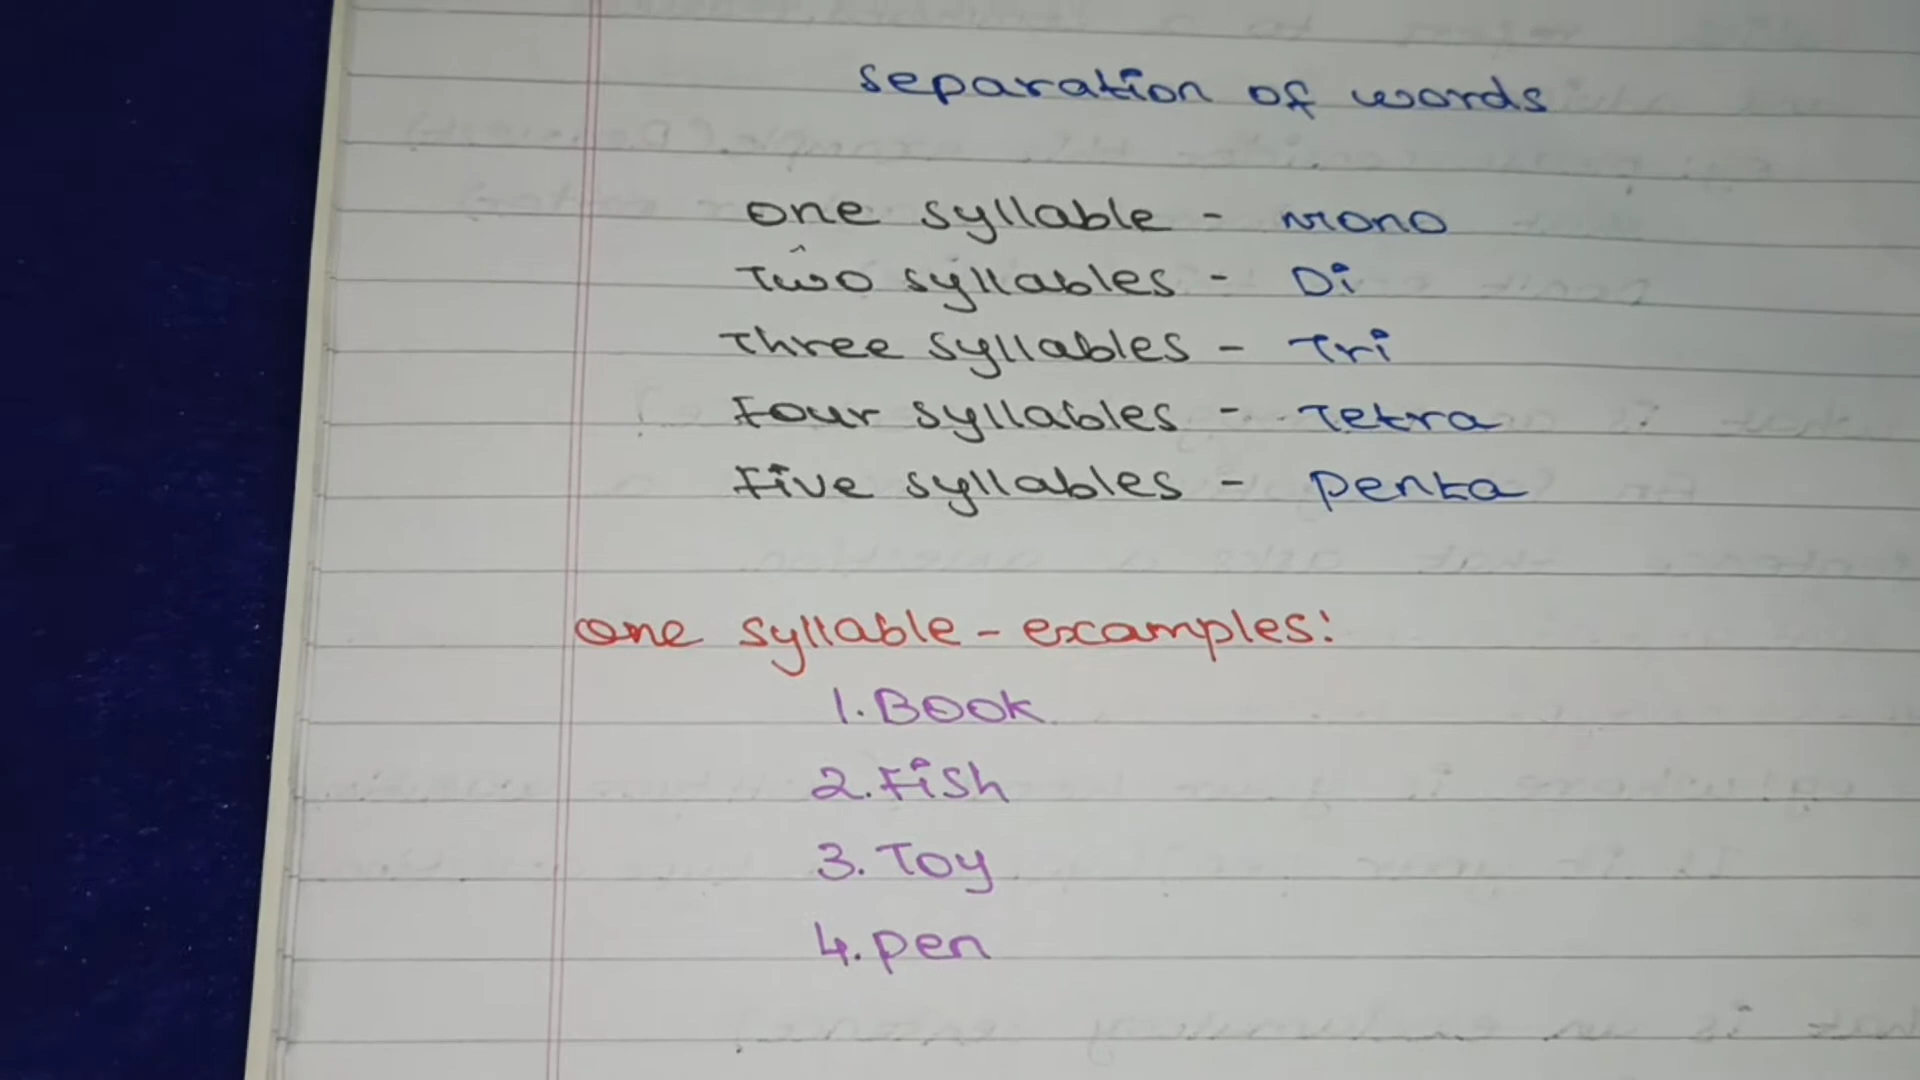 separation of words
one syllable - Mono
Two syllables - Di
Three syllables - Tri
Four syllables - Tetra
Five syllables - Penta
one syllable - examples:
1. Book
2. Fish
3. Toy
4. pen